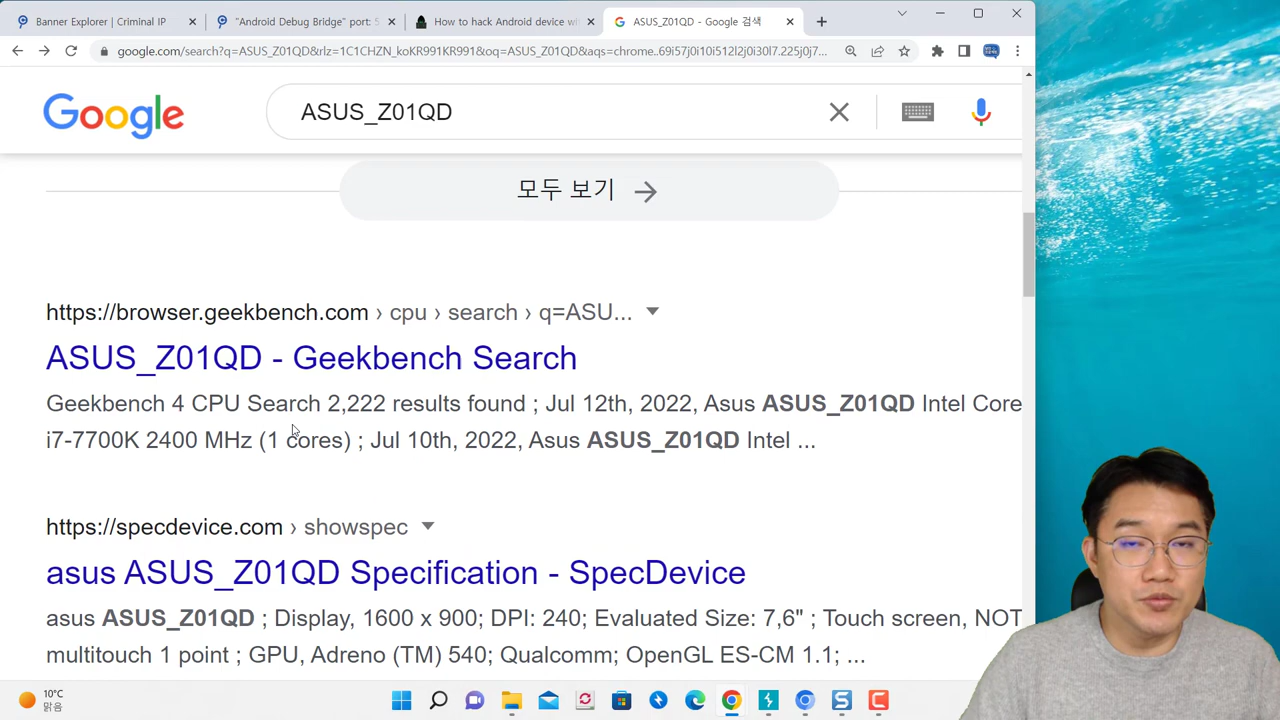 Banner Explorer | Criminal IP
"Android Debug Bridge" port: 5
How to hack Android device wi
ASUS_Z01QD - Google 검색
google.com/search?q=ASUS_Z01QD&rlz=1C1CHZN_koKR991KR991&oq=ASUS_Z01QD&aqs=chrome..69i57j0i10i512l2j0i30l7.225j0j7...
Google
ASUS_Z01QD
모두 보기
https://browser.geekbench.com › cpu › search › q=ASU...
ASUS_Z01QD - Geekbench Search
Geekbench 4 CPU Search 2,222 results found ; Jul 12th, 2022, Asus ASUS_Z01QD Intel Core
i7-7700K 2400 MHz (1 cores) ; Jul 10th, 2022, Asus ASUS_Z01QD Intel ...
https://specdevice.com › showspec
asus ASUS_Z01QD Specification - SpecDevice
asus ASUS_Z01QD ; Display, 1600 x 900; DPI: 240; Evaluated Size: 7,6" ; Touch screen, NOT
multitouch 1 point ; GPU, Adreno (TM) 540; Qualcomm; OpenGL ES-CM 1.1; ...
10°C
맑음